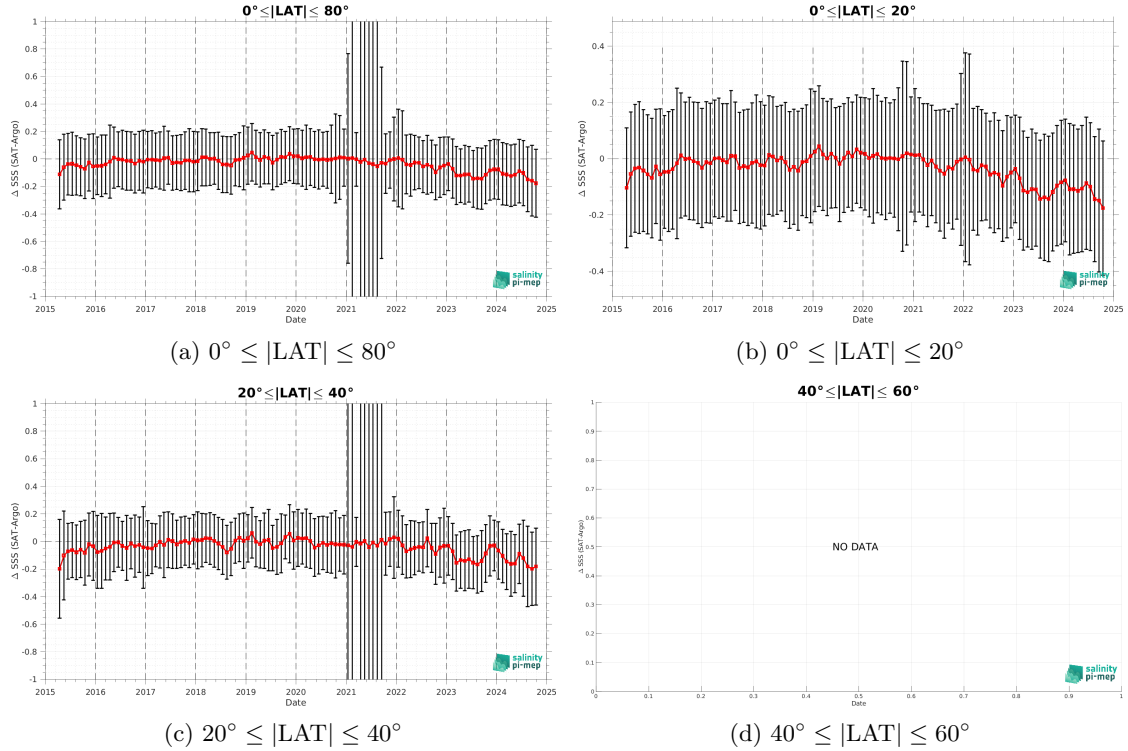 0°≤|LAT|≤ 80°
Δ SSS (SAT-Argo)
1
0.8
0.6
0.4
0.2
0
-0.2
-0.4
-0.6
-0.8
-1
2015 2016 2017 2018 2019 2020 2021 2022 2023 2024 2025
Date
salinity
pi-mep
(a) 0° ≤ |LAT| ≤ 80°
0°≤|LAT|≤ 20°
Δ SSS (SAT-Argo)
0.4
0.2
0
-0.2
-0.4
2015 2016 2017 2018 2019 2020 2021 2022 2023 2024 2025
Date
salinity
pi-mep
(b) 0° ≤ |LAT| ≤ 20°
20°≤|LAT|≤ 40°
Δ SSS (SAT-Argo)
1
0.8
0.6
0.4
0.2
0
-0.2
-0.4
-0.6
-0.8
-1
2015 2016 2017 2018 2019 2020 2021 2022 2023 2024 2025
Date
salinity
pi-mep
(c) 20° ≤ |LAT| ≤ 40°
40°≤|LAT|≤ 60°
Δ SSS (SAT-Argo)
1
0.9
0.8
0.7
0.6
0.5
0.4
0.3
0.2
0.1
0
NO DATA
0 0.1 0.2 0.3 0.4 0.5 0.6 0.7 0.8 0.9 1
Date
salinity
pi-mep
(d) 40° ≤ |LAT| ≤ 60°